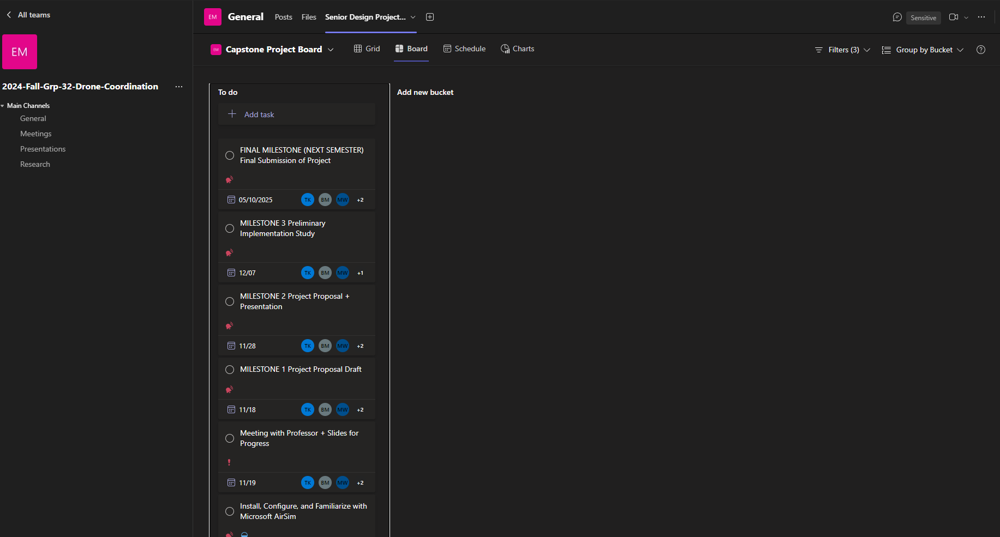 All teams
EM
2024-Fall-Grp-32-Drone-Coordination
Main Channels
General
Meetings
Presentations
Research
EM General Posts Files Senior Design Project... Sensitive
EM Capstone Project Board Grid Board Schedule Charts Filters (3) Group by Bucket
To do
Add task
FINAL MILESTONE (NEXT SEMESTER)
Final Submission of Project
05/10/2025 TK BM MW +2
MILESTONE 3 Preliminary
Implementation Study
12/07 TK BM MW +1
MILESTONE 2 Project Proposal +
Presentation
11/28 TK BM MW +2
MILESTONE 1 Project Proposal Draft
11/18 TK BM MW +2
Meeting with Professor + Slides for
Progress
11/19 TK BM MW +2
Install, Configure, and Familiarize with
Microsoft AirSim
Add new bucket